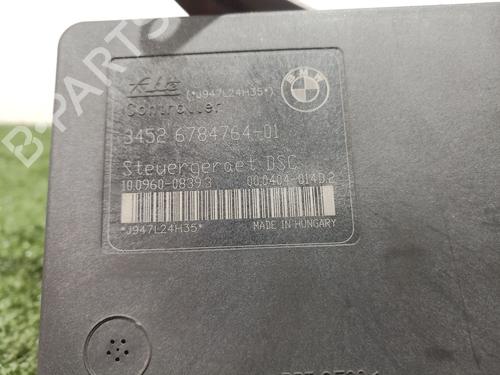 Ate (*J947L24H35*)
BMW
Controller
3452 6784764-01
Steuergeraet DSC
10.0960-0839.3 00.0404-014D.2
*J947L24H35*
MADE IN HUNGARY
B-Parts